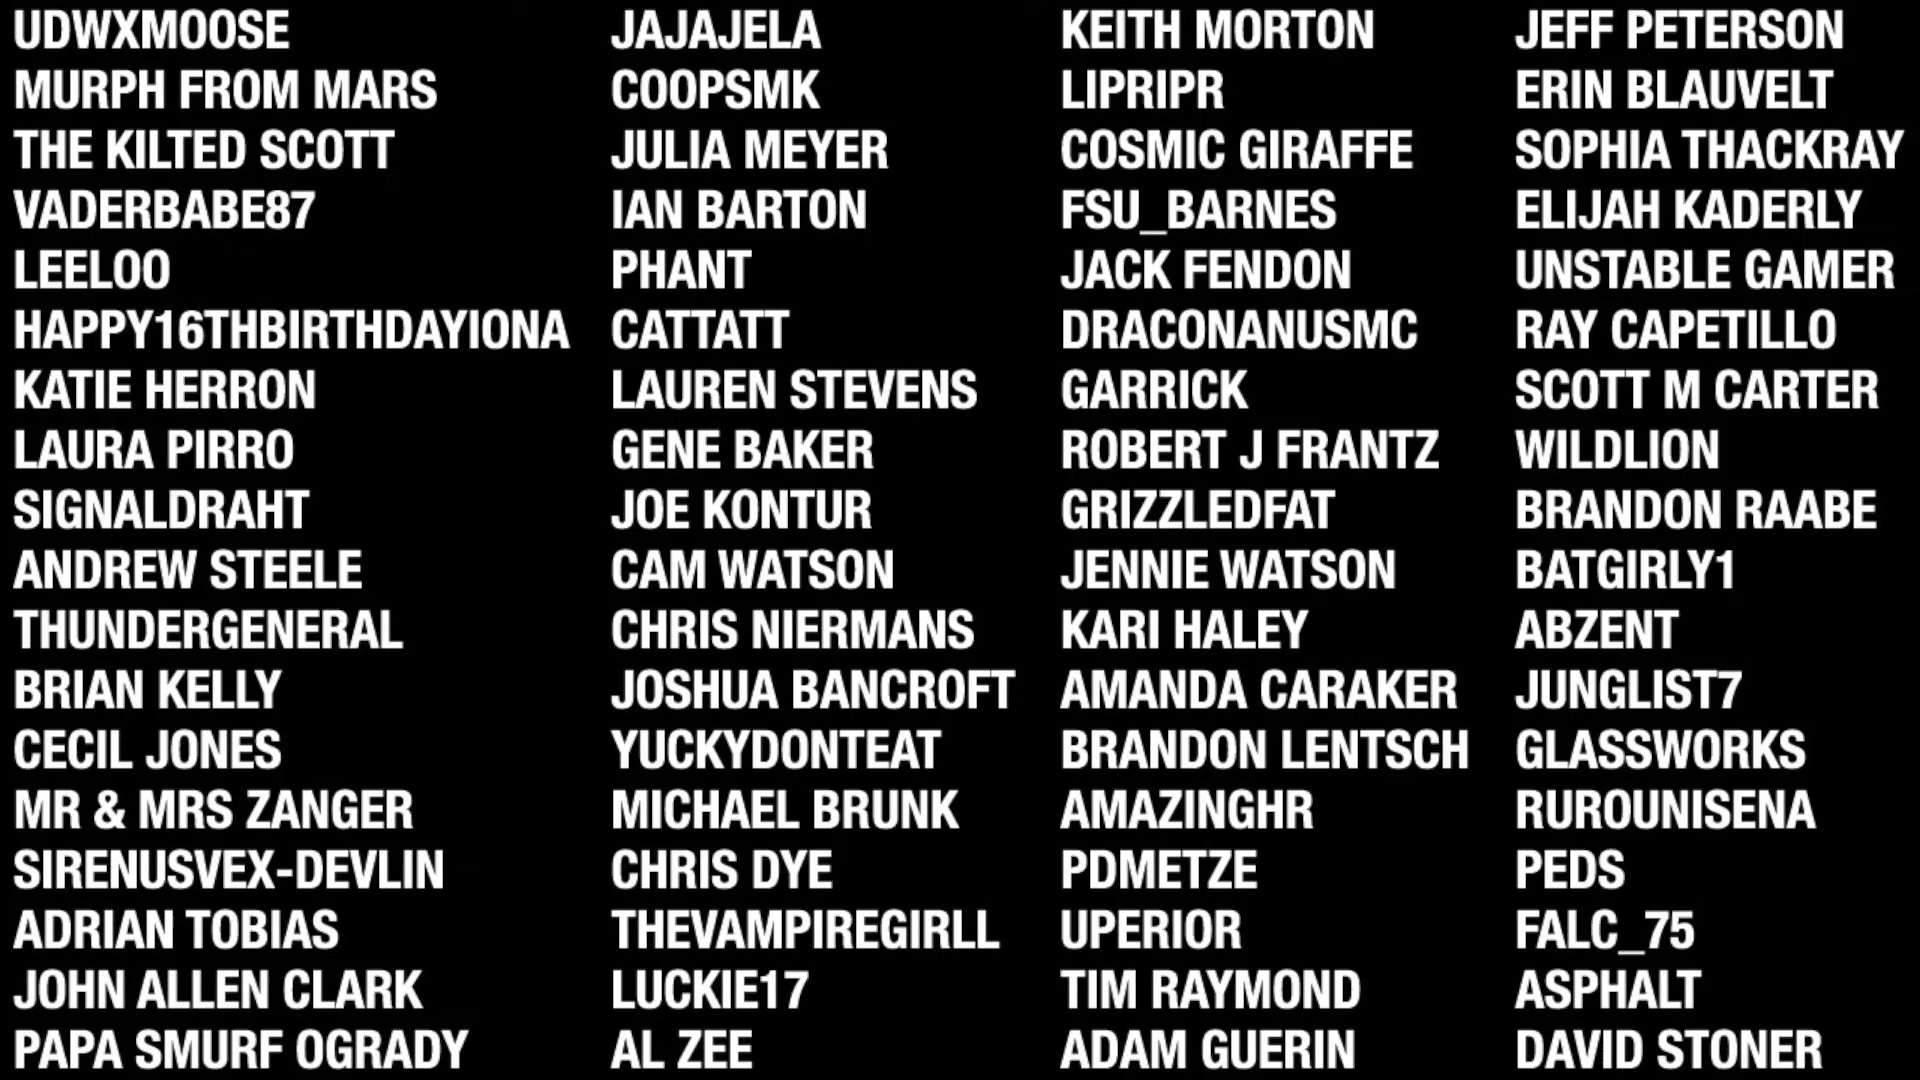 UDWXMOOSE
MURPH FROM MARS
THE KILTED SCOTT
VADERBABE87
LEELOO
HAPPY16THBIRTHDAYIONA
KATIE HERRON
LAURA PIRRO
SIGNALDRAHT
ANDREW STEELE
THUNDERGENERAL
BRIAN KELLY
CECIL JONES
MR & MRS ZANGER
SIRENUSVEX-DEVLIN
ADRIAN TOBIAS
JOHN ALLEN CLARK
PAPA SMURF OGRADY
JAJAJELA
COOPSMK
JULIA MEYER
IAN BARTON
PHANT
CATTATT
LAUREN STEVENS
GENE BAKER
JOE KONTUR
CAM WATSON
CHRIS NIERMANS
JOSHUA BANCROFT
YUCKYDONTEAT
MICHAEL BRUNK
CHRIS DYE
THEVAMPIREGIRLL
LUCKIE17
AL ZEE
KEITH MORTON
LIPRIPR
COSMIC GIRAFFE
FSU_BARNES
JACK FENDON
DRACONANUSMC
GARRICK
ROBERT J FRANTZ
GRIZZLEDFAT
JENNIE WATSON
KARI HALEY
AMANDA CARAKER
BRANDON LENTSCH
AMAZINGHR
PDMETZE
UPERIOR
TIM RAYMOND
ADAM GUERIN
JEFF PETERSON
ERIN BLAUVELT
SOPHIA THACKRAY
ELIJAH KADERLY
UNSTABLE GAMER
RAY CAPETILLO
SCOTT M CARTER
WILDLION
BRANDON RAABE
BATGIRLY1
ABZENT
JUNGLIST7
GLASSWORKS
RUROUNISENA
PEDS
FALC_75
ASPHALT
DAVID STONER